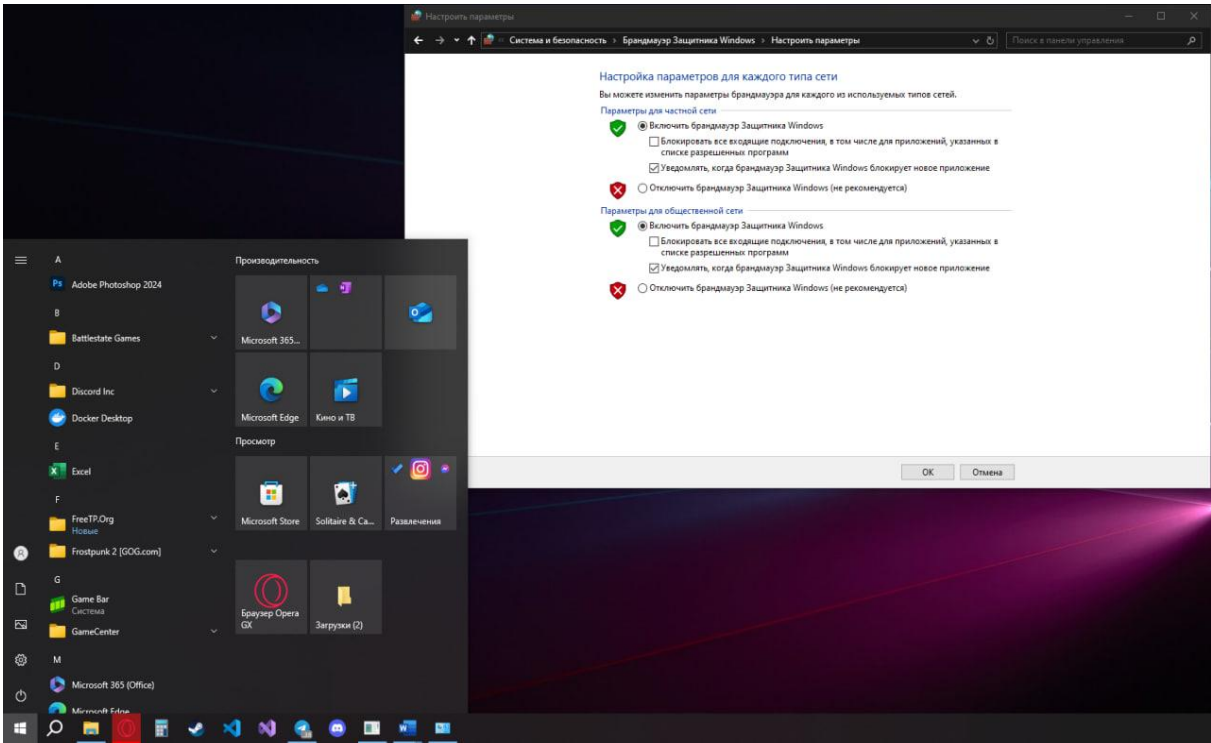 Настроить параметры
Система и безопасность > Брандмауэр Защитника Windows > Настроить параметры
Поиск в панели управления
Настройка параметров для каждого типа сети
Вы можете изменить параметры брандмауэра для каждого из используемых типов сетей.
Параметры для частной сети
Включить брандмауэр Защитника Windows
Блокировать все входящие подключения, в том числе для приложений, указанных в
списке разрешенных программ
Уведомлять, когда брандмауэр Защитника Windows блокирует новое приложение
Отключить брандмауэр Защитника Windows (не рекомендуется)
Параметры для общественной сети
Включить брандмауэр Защитника Windows
Блокировать все входящие подключения, в том числе для приложений, указанных в
списке разрешенных программ
Уведомлять, когда брандмауэр Защитника Windows блокирует новое приложение
Отключить брандмауэр Защитника Windows (не рекомендуется)
OK
Отмена
A
Ps Adobe Photoshop 2024
B
Battlestate Games
D
Discord Inc
Docker Desktop
E
Excel
F
FreeTP.Org
Новые
Frostpunk 2 [GOG.com]
G
Game Bar
Система
GameCenter
M
Microsoft 365 (Office)
Microsoft Edge
Производительность
Microsoft 365...
Microsoft Edge
Кино и ТВ
Просмотр
Microsoft Store
Solitaire & Ca...
Развлечения
Браузер Opera
GX
Загрузки (2)